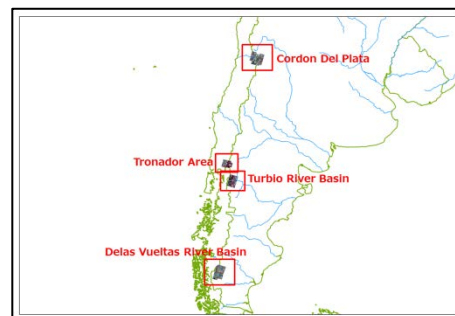 Cordon Del Plata
Tronador Area
Turbio River Basin
Delas Vueltas River Basin